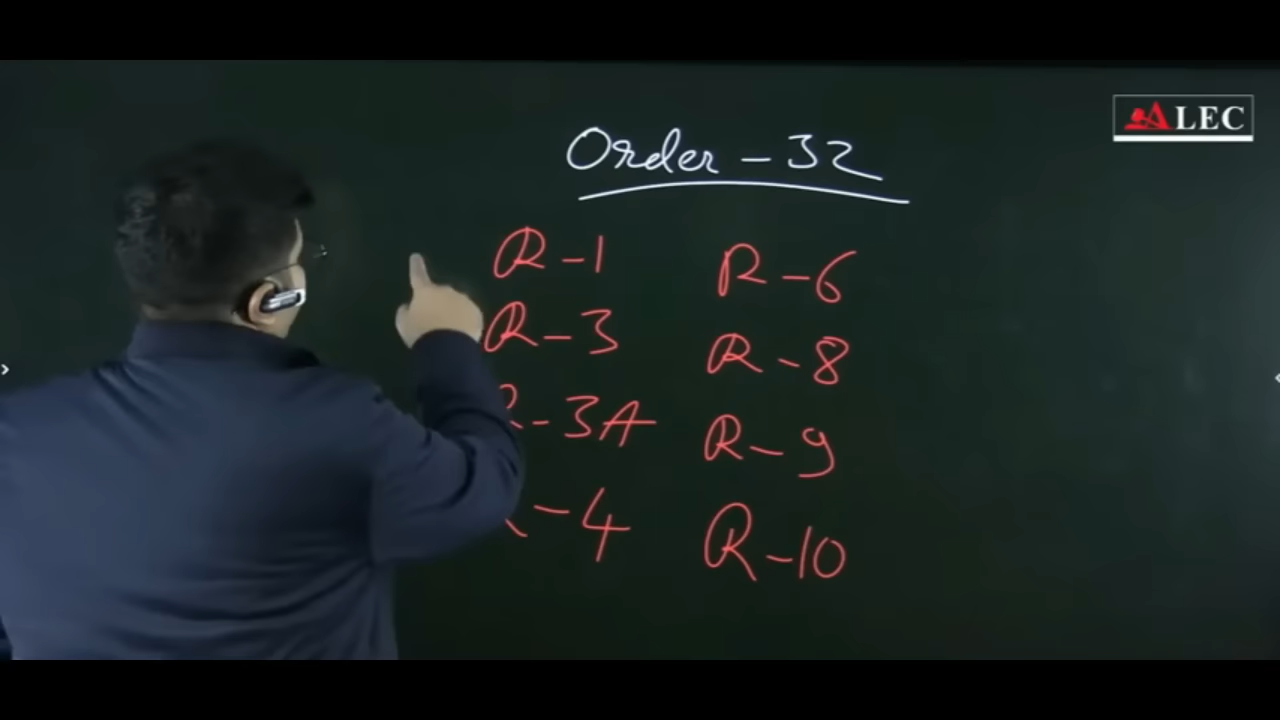 ALEC
Order - 32
R - 1
R - 3
R - 3A
R - 4
R - 6
R - 8
R - 9
R - 10